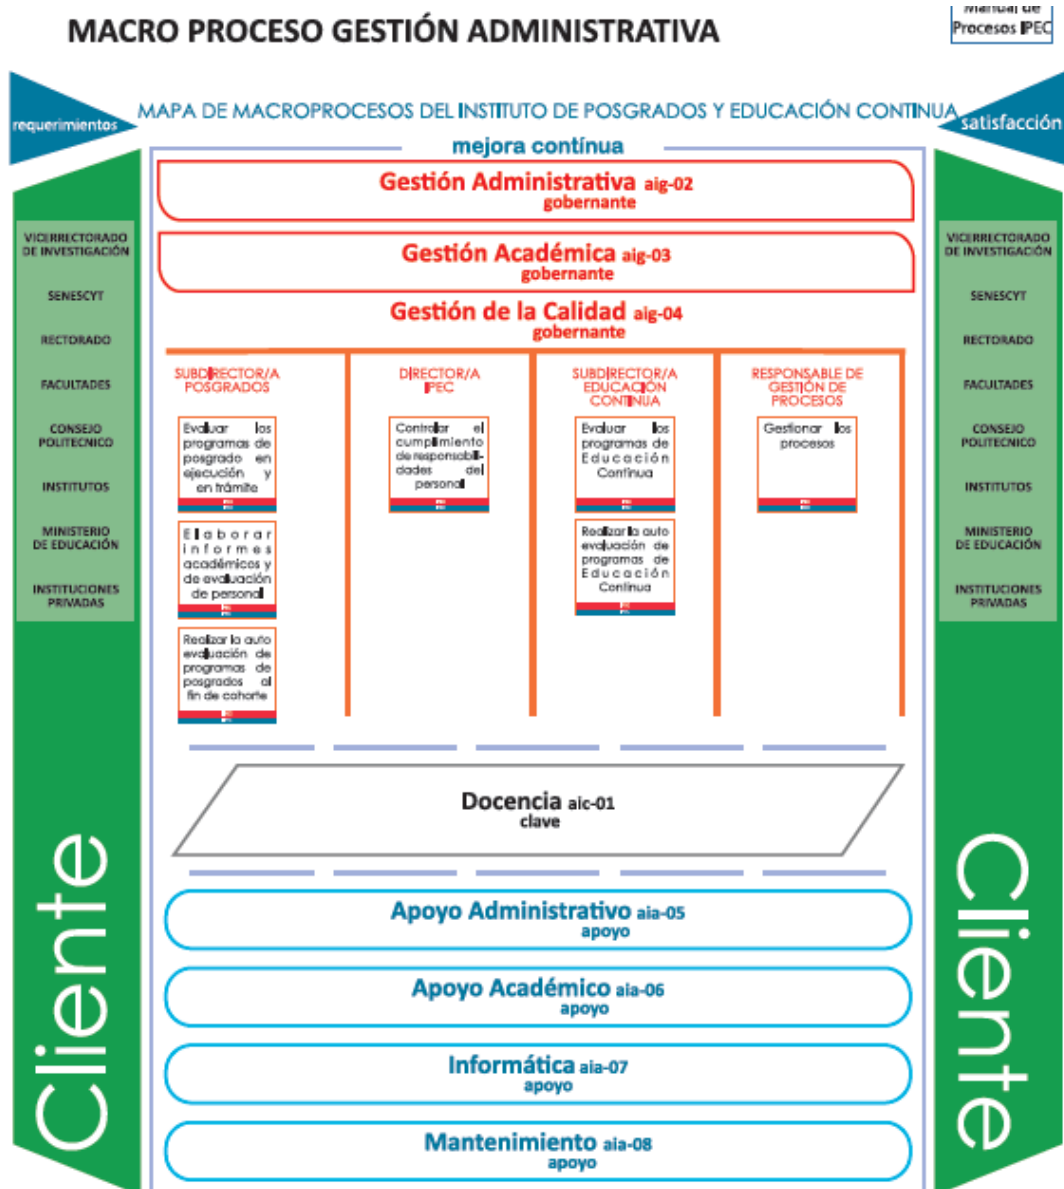 MACRO PROCESO GESTIÓN ADMINISTRATIVA
Manual de
Procesos IPEC
MAPA DE MACROPROCESOS DEL INSTITUTO DE POSGRADOS Y EDUCACIÓN CONTINUA
requerimientos
satisfacción
mejora contínua
Gestión Administrativa aig-02
gobernante
Gestión Académica aig-03
gobernante
Gestión de la Calidad aig-04
gobernante
VICERRECTORADO
DE INVESTIGACIÓN
SENESCYT
RECTORADO
FACULTADES
CONSEJO
POLITECNICO
INSTITUTOS
MINISTERIO
DE EDUCACIÓN
INSTITUCIONES
PRIVADAS
Cliente
SUBDIRECTOR/A
POSGRADOS
Evaluar los
programas de
posgrado en
ejecución y
en trámite
Elaborar
informes
académicos y
de evaluación
de personal
Realizar la auto
evaluación de
programas de
posgrados al
fin de cohorte
DIRECTOR/A
IPEC
Controlar el
cumplimiento
de responsabili-
dades del
personal
SUBDIRECTOR/A
EDUCACIÓN
CONTINUA
Evaluar los
programas de
Educación
Continua
Realizar la auto
evaluación de
programas de
Educación
Continua
RESPONSABLE DE
GESTIÓN DE
PROCESOS
Gestionar los
procesos
Docencia aic-01
clave
Apoyo Administrativo aia-05
apoyo
Apoyo Académico aia-06
apoyo
Informática aia-07
apoyo
Mantenimiento aia-08
apoyo
VICERRECTORADO
DE INVESTIGACIÓN
SENESCYT
RECTORADO
FACULTADES
CONSEJO
POLITECNICO
INSTITUTOS
MINISTERIO
DE EDUCACIÓN
INSTITUCIONES
PRIVADAS
Cliente